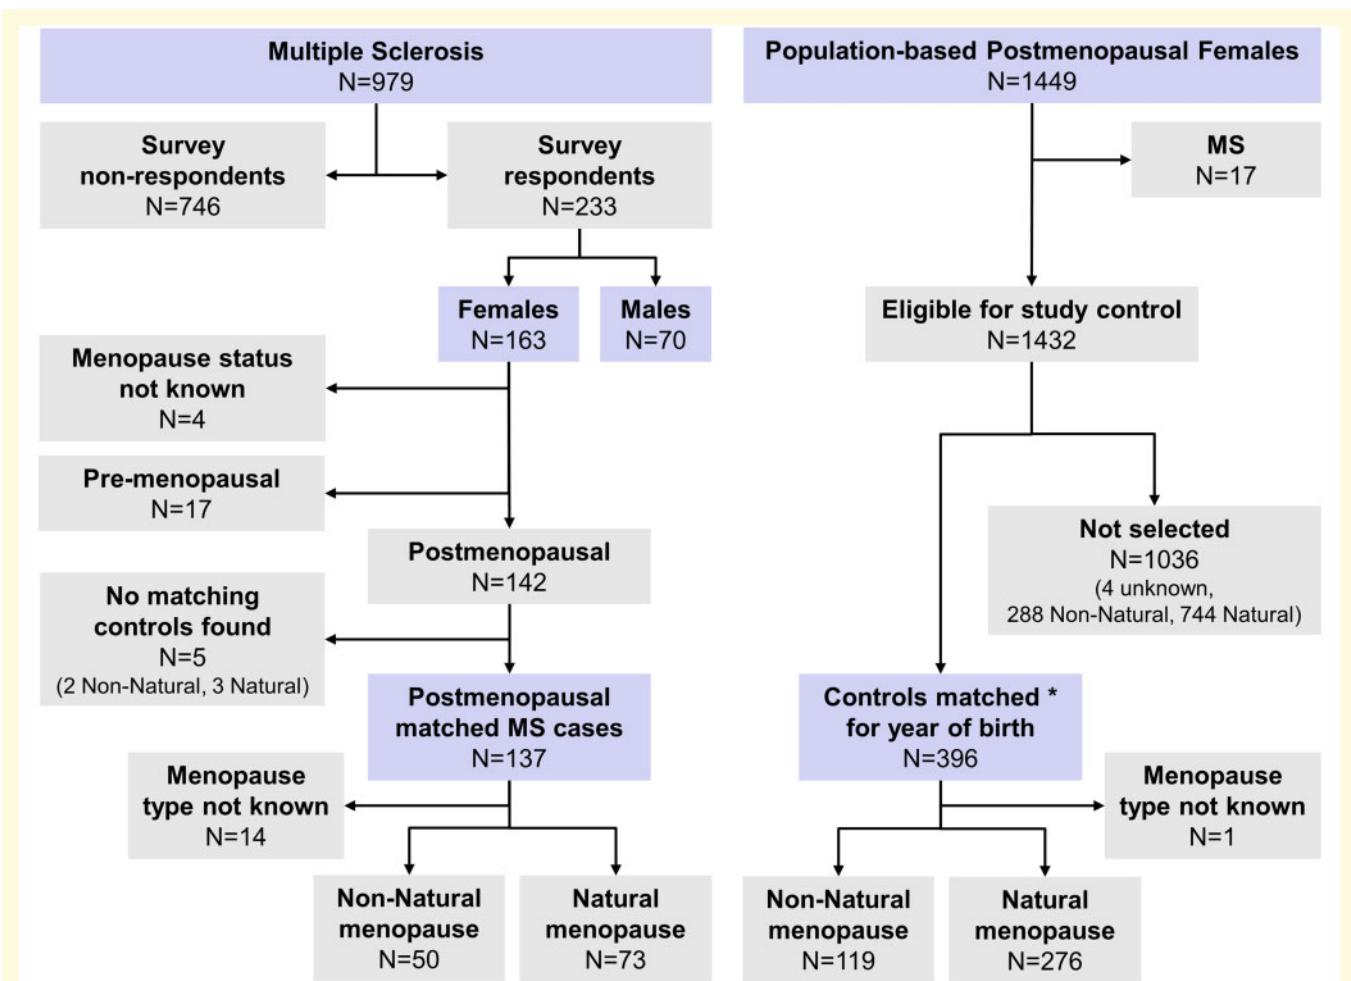 Multiple Sclerosis
N=979
Survey
non-respondents
N=746
Survey
respondents
N=233
Females
N=163
Males
N=70
Menopause status
not known
N=4
Pre-menopausal
N=17
Postmenopausal
N=142
No matching
controls found
N=5
(2 Non-Natural, 3 Natural)
Postmenopausal
matched MS cases
N=137
Menopause
type not known
N=14
Non-Natural
menopause
N=50
Natural
menopause
N=73
Population-based Postmenopausal Females
N=1449
MS
N=17
Eligible for study control
N=1432
Not selected
N=1036
(4 unknown,
288 Non-Natural, 744 Natural)
Controls matched *
for year of birth
N=396
Menopause
type not known
N=1
Non-Natural
menopause
N=119
Natural
menopause
N=276